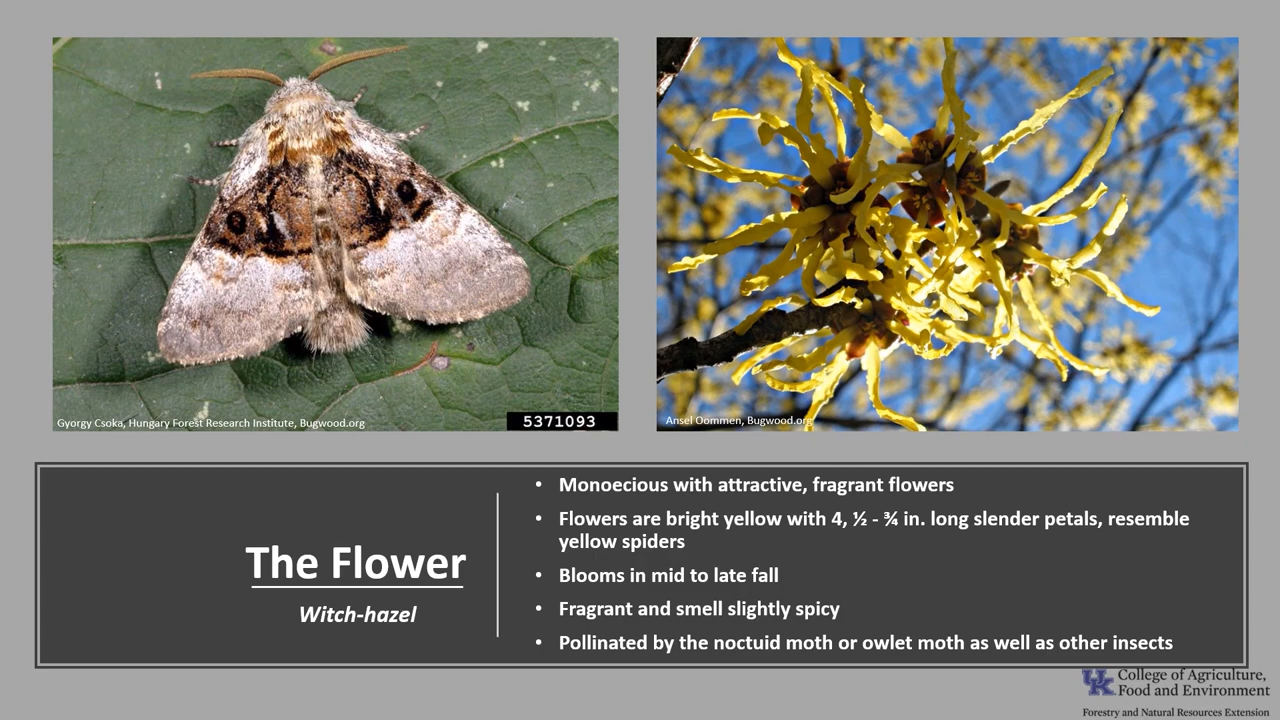 Gyorgy Csoka, Hungary Forest Research Institute, Bugwood.org
5371093
Ansel Oommen, Bugwood.org
The Flower
Witch-hazel
• Monoecious with attractive, fragrant flowers
• Flowers are bright yellow with 4, ½ - ¾ in. long slender petals, resemble
yellow spiders
• Blooms in mid to late fall
• Fragrant and smell slightly spicy
• Pollinated by the noctuid moth or owlet moth as well as other insects
UK College of Agriculture,
Food and Environment
Forestry and Natural Resources Extension